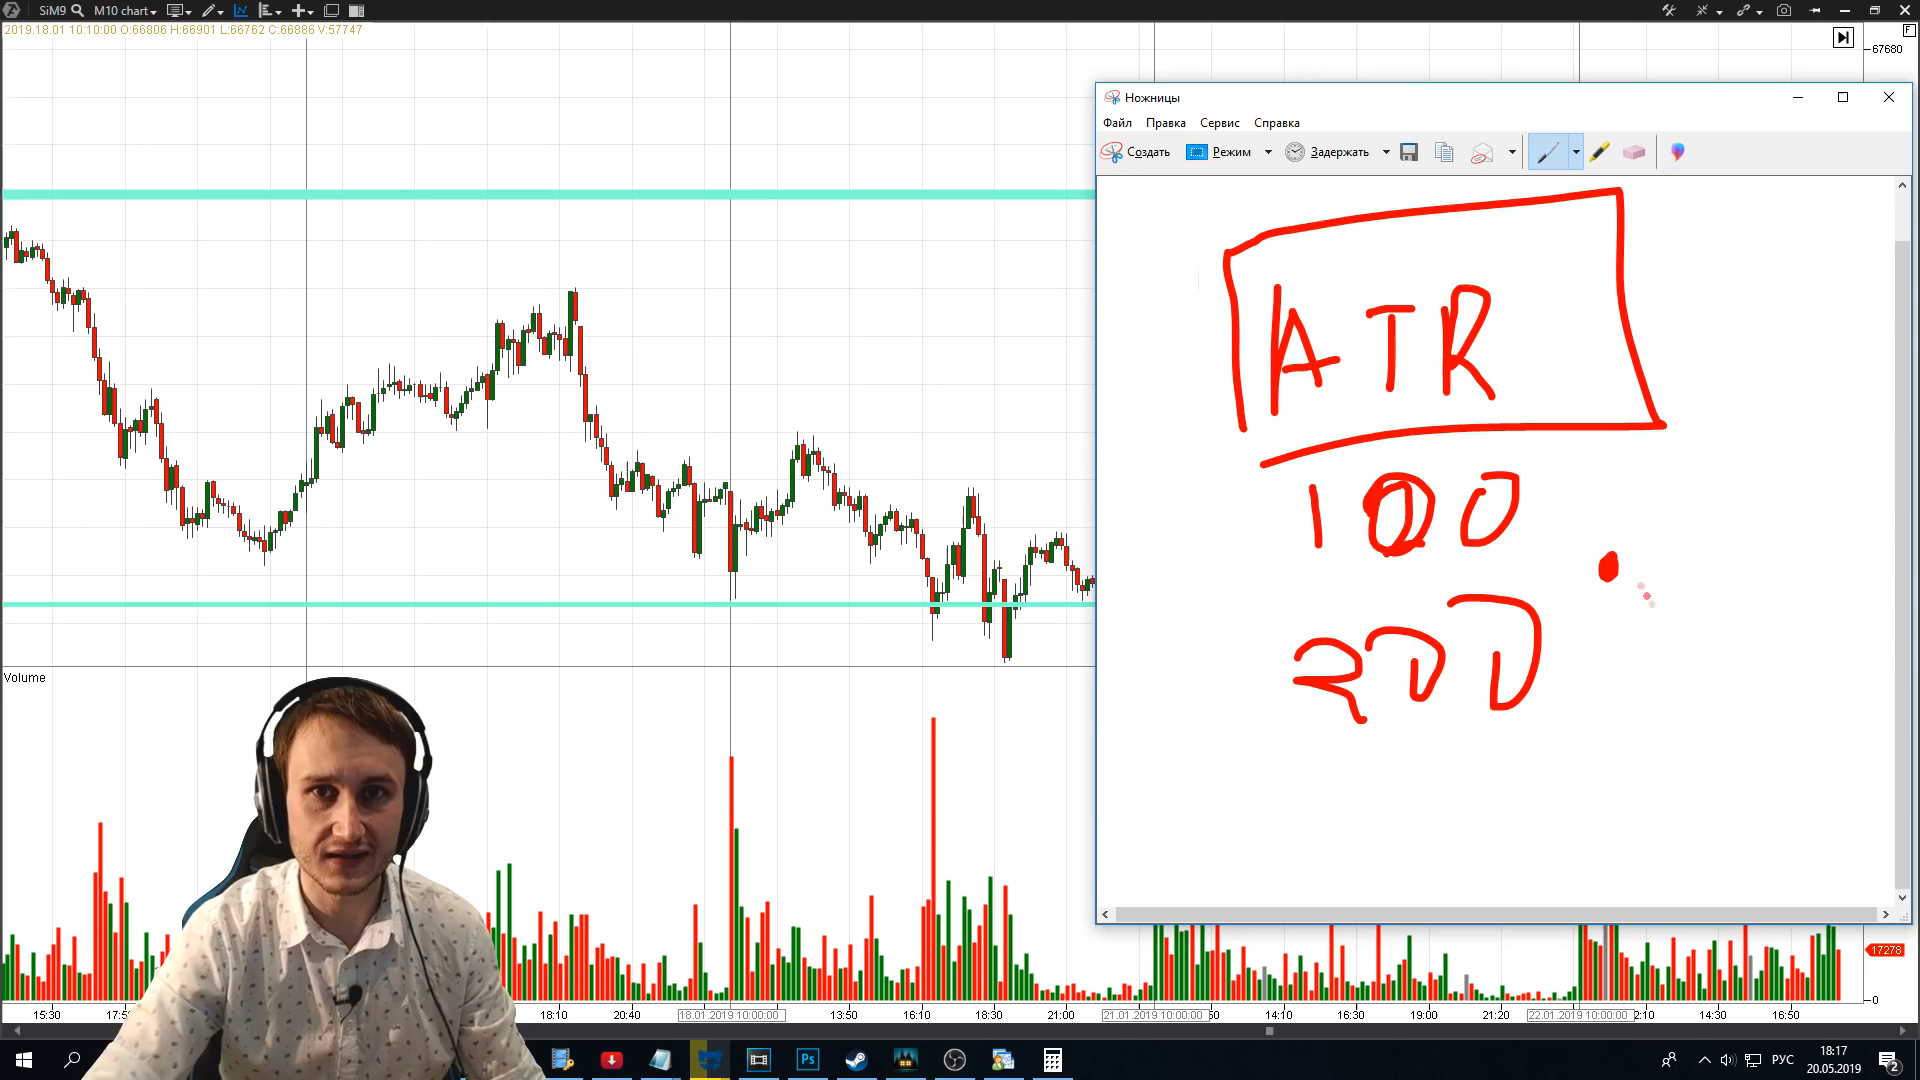 SiM9 M10 chart
2019.18.01 10:10:00 O:66806 H:66901 L:66762 C:66886 V:57747
F
67680
Ножницы
Файл Правка Сервис Справка
Создать Режим Задержать
ATR
100
200
Volume
17278
0
15:30 18:10 20:40 18.01.2019 10:00:00 13:50 16:10 18:30 21:00 21.01.2019 10:00:00 14:10 16:30 19:00 21:20 22.01.2019 10:00:00 14:30 16:50
Ps РУС 18:17
20.05.2019 2